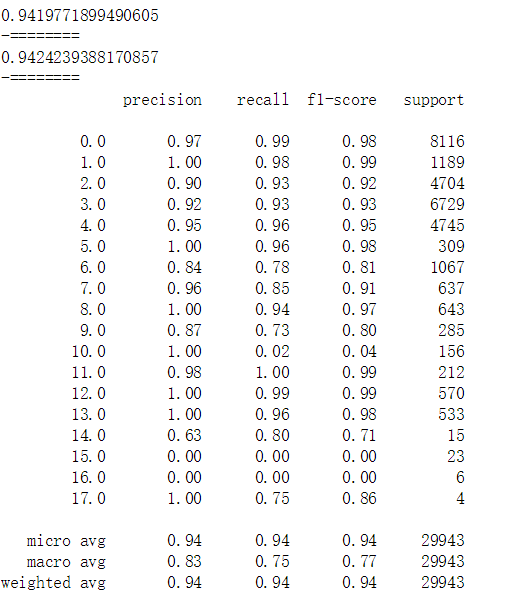 0.9419771899490605
-========
0.9424239388170857
-========
precision recall f1-score support
0.0 0.97 0.99 0.98 8116
1.0 1.00 0.98 0.99 1189
2.0 0.90 0.93 0.92 4704
3.0 0.92 0.93 0.93 6729
4.0 0.95 0.96 0.95 4745
5.0 1.00 0.96 0.98 309
6.0 0.84 0.78 0.81 1067
7.0 0.96 0.85 0.91 637
8.0 1.00 0.94 0.97 643
9.0 0.87 0.73 0.80 285
10.0 1.00 0.02 0.04 156
11.0 0.98 1.00 0.99 212
12.0 1.00 0.99 0.99 570
13.0 1.00 0.96 0.98 533
14.0 0.63 0.80 0.71 15
15.0 0.00 0.00 0.00 23
16.0 0.00 0.00 0.00 6
17.0 1.00 0.75 0.86 4
micro avg 0.94 0.94 0.94 29943
macro avg 0.83 0.75 0.77 29943
weighted avg 0.94 0.94 0.94 29943